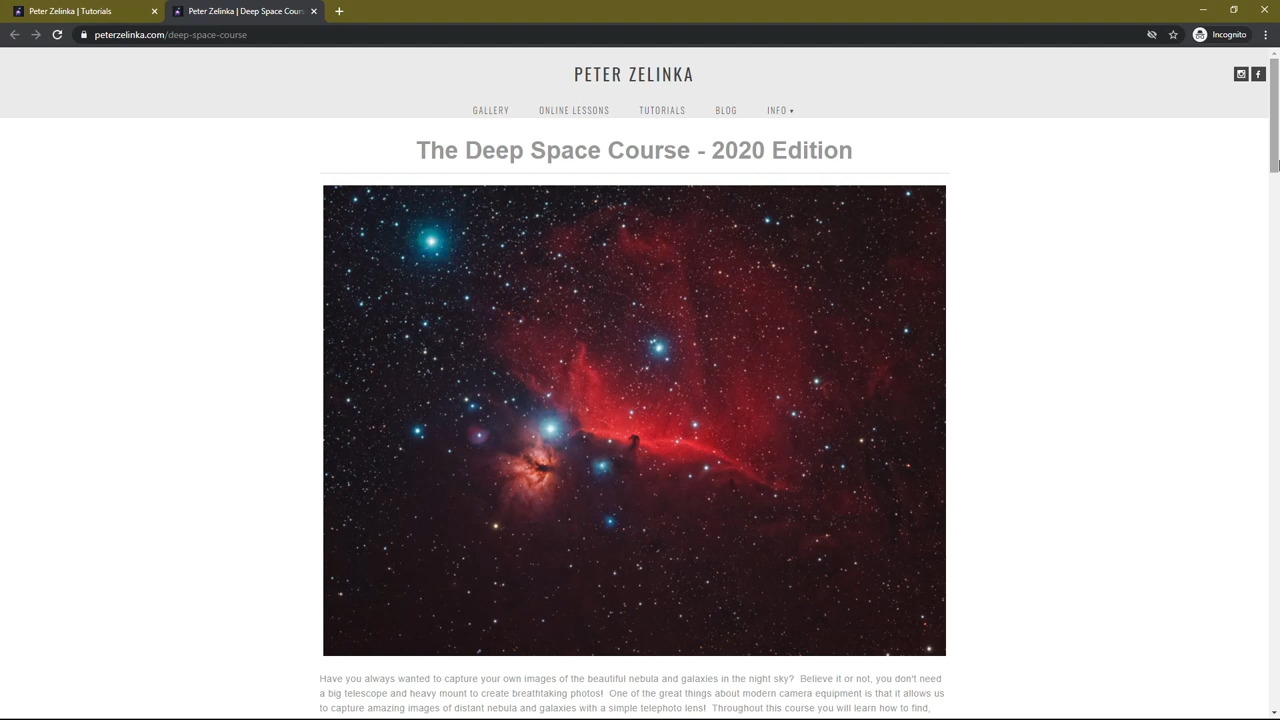 Peter Zelinka | Tutorials
Peter Zelinka | Deep Space Cours
peterzelinka.com/deep-space-course
Incognito
PETER ZELINKA
GALLERY ONLINE LESSONS TUTORIALS BLOG INFO ▾
The Deep Space Course - 2020 Edition
Have you always wanted to capture your own images of the beautiful nebula and galaxies in the night sky? Believe it or not, you don't need
a big telescope and heavy mount to create breathtaking photos! One of the great things about modern camera equipment is that it allows us
to capture amazing images of distant nebula and galaxies with a simple telephoto lens! Throughout this course you will learn how to find,